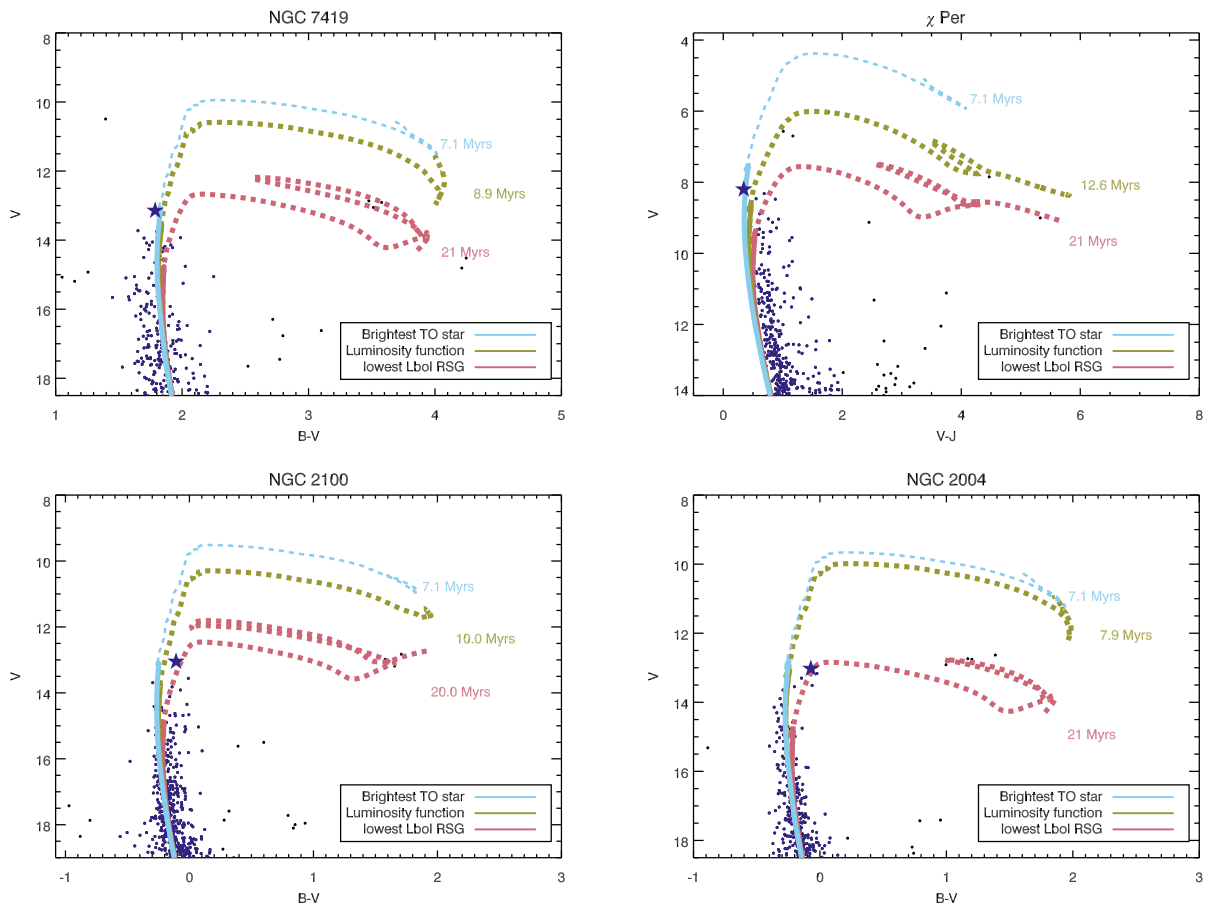 NGC 7419
8
10
12
14
16
18
V
1
2
3
4
5
B-V
7.1 Myrs
8.9 Myrs
21 Myrs
Brightest TO star
Luminosity function
lowest Lbol RSG
χ Per
4
6
8
10
12
14
V
0
2
4
6
8
V-J
7.1 Myrs
12.6 Myrs
21 Myrs
Brightest TO star
Luminosity function
lowest Lbol RSG
NGC 2100
8
10
12
14
16
18
V
-1
0
1
2
3
B-V
7.1 Myrs
10.0 Myrs
20.0 Myrs
Brightest TO star
Luminosity function
lowest Lbol RSG
NGC 2004
8
10
12
14
16
18
V
-1
0
1
2
3
B-V
7.1 Myrs
7.9 Myrs
21 Myrs
Brightest TO star
Luminosity function
lowest Lbol RSG